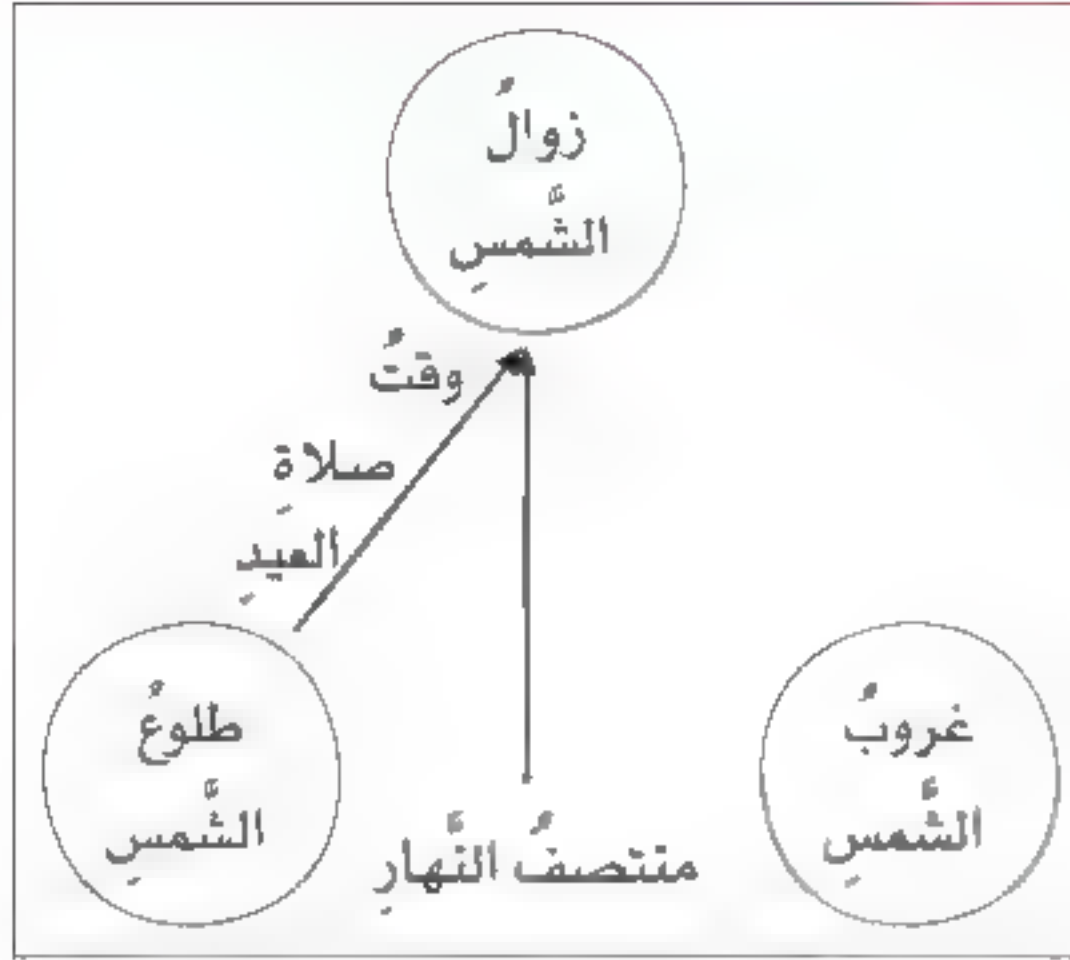 زوالُ
الشَّمسِ
وقتُ
صلاةِ
العيدِ
طلوعُ
الشَّمسِ
منتصفُ النَّهارِ
غروبُ
الشَّمسِ